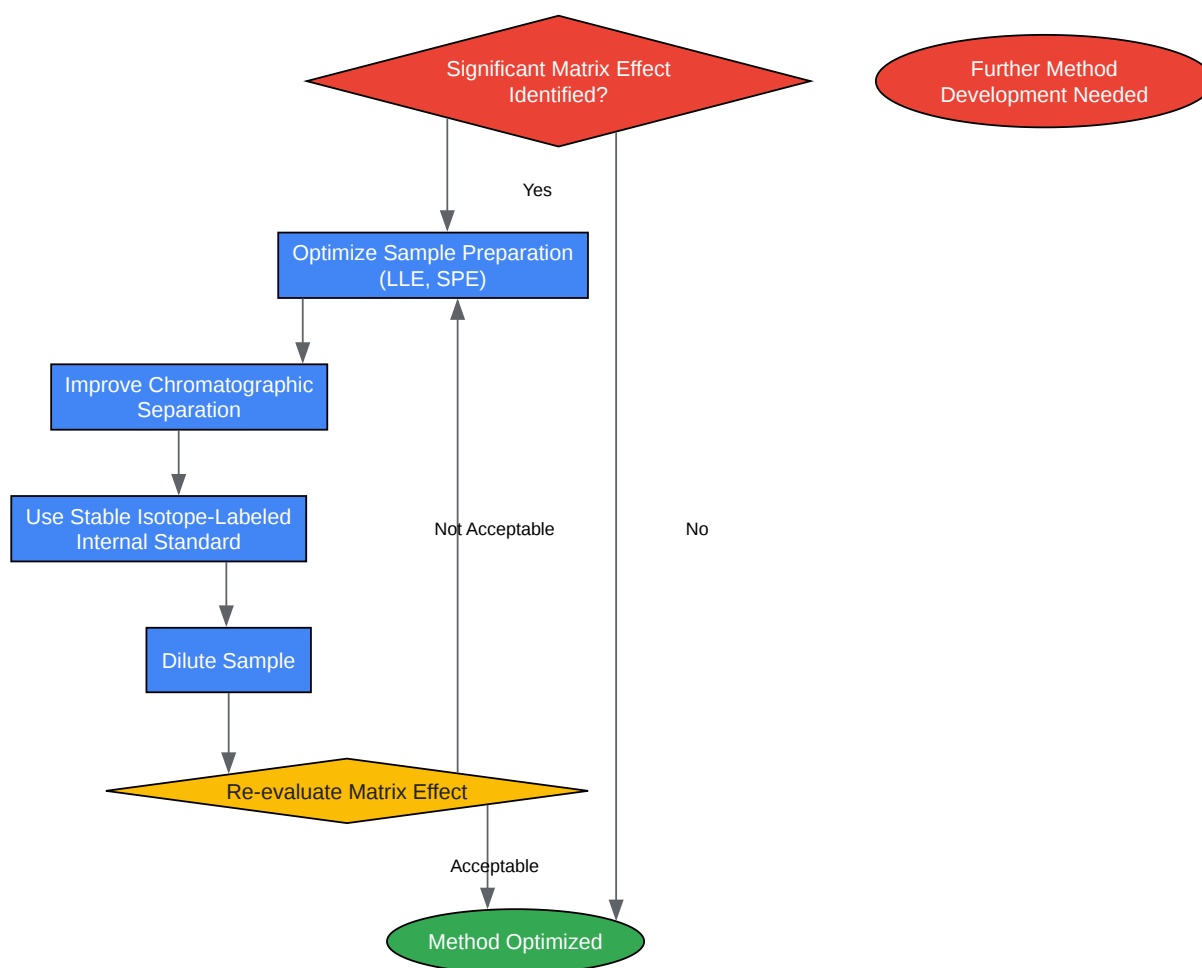 Significant Matrix Effect
Identified?
Further Method
Development Needed
Yes
Optimize Sample Preparation
(LLE, SPE)
Improve Chromatographic
Separation
Use Stable Isotope-Labeled
Internal Standard
Not Acceptable
No
Dilute Sample
Re-evaluate Matrix Effect
Acceptable
Method Optimized